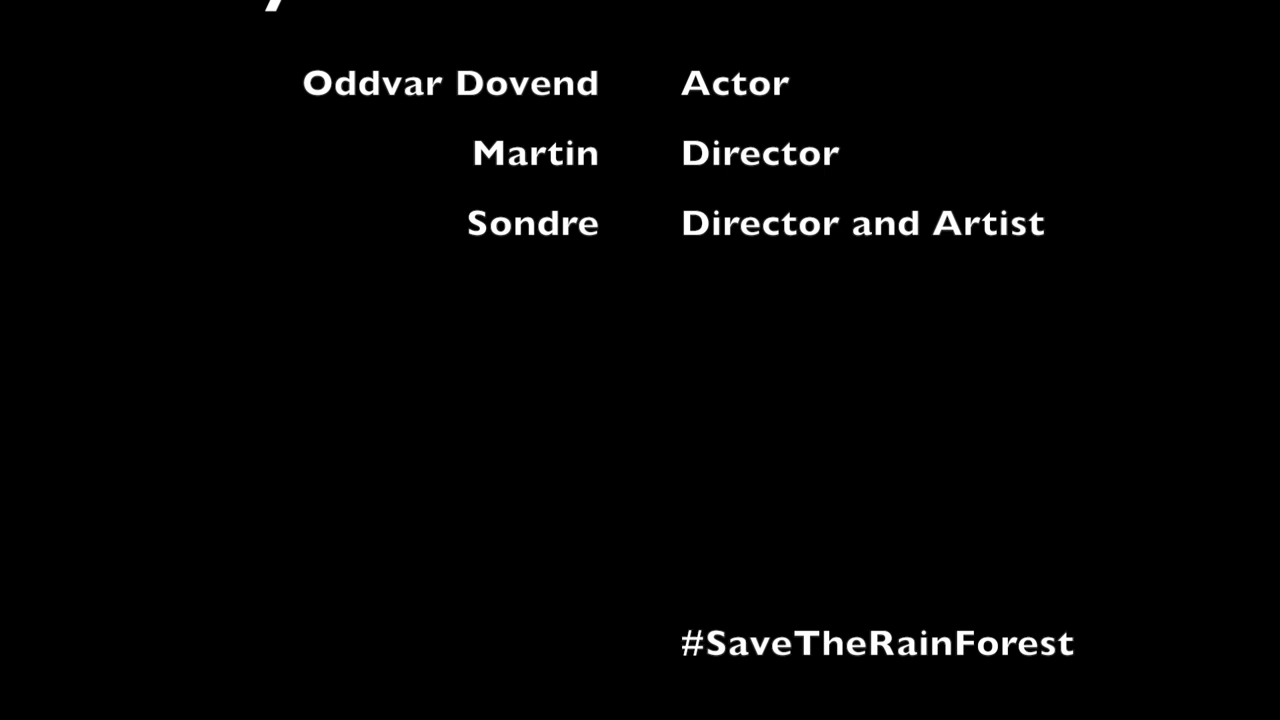 Oddvar Dovend Actor
Martin Director
Sondre Director and Artist
#SaveTheRainForest